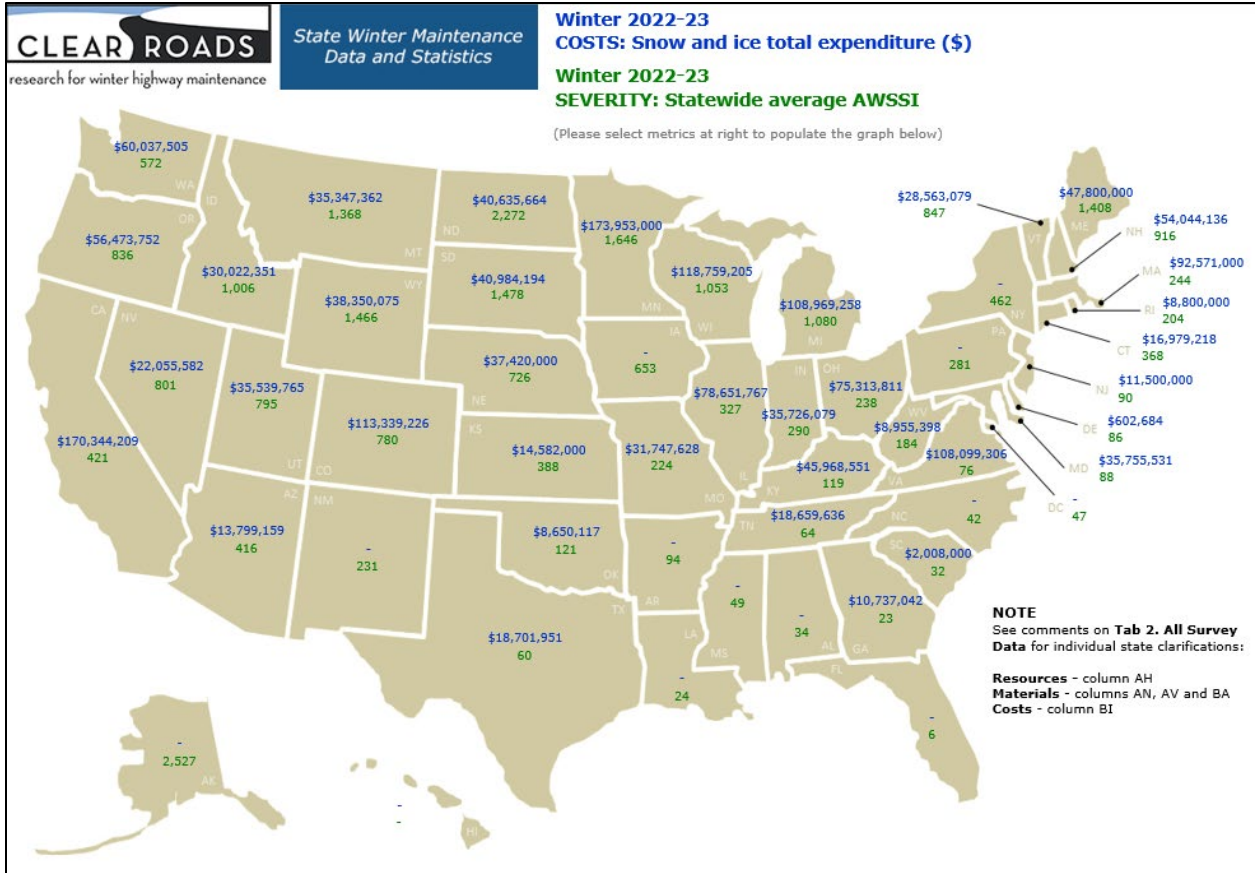 CLEAR ROADS
research for winter highway maintenance
State Winter Maintenance
Data and Statistics
Winter 2022-23
COSTS: Snow and ice total expenditure ($)
Winter 2022-23
SEVERITY: Statewide average AWSSI
(Please select metrics at right to populate the graph below)
$60,037,505
572
WA
$56,473,752
836
OR
ID
$30,022,351
1,006
$35,347,362
1,368
MT
$40,635,664
2,272
ND
$173,953,000
1,646
MN
$38,350,075
1,466
WY
SD
$40,984,194
1,478
$118,759,205
1,053
WI
$108,969,258
1,080
MI
$28,563,079
847
VT
$47,800,000
1,408
ME
$54,044,136
NH
916
$92,571,000
MA
244
$8,800,000
RI
204
$16,979,218
CT
368
$11,500,000
NJ
90
$602,684
DE
86
$35,755,531
MD
88
DC
-
47
-
462
NY
PA
-
281
CA
$170,344,209
421
NV
$22,055,582
801
$35,539,765
795
UT
$113,339,226
780
CO
$37,420,000
726
NE
IA
-
653
KS
$14,582,000
388
$31,747,628
224
MO
$78,651,767
327
IL
IN
$35,726,079
290
OH
$75,313,811
238
WV
$8,955,398
184
$108,099,306
76
VA
$45,968,551
119
KY
TN
$18,659,636
64
NC
-
42
SC
$2,008,000
32
AZ
$13,799,159
416
NM
-
231
$8,650,117
121
OK
-
94
AR
TX
$18,701,951
60
LA
-
24
-
49
MS
-
34
AL
$10,737,042
23
GA
FL
-
6
-
2,527
AK
-
-
HI
NOTE
See comments on Tab 2. All Survey
Data for individual state clarifications:
Resources - column AH
Materials - columns AN, AV and BA
Costs - column BI